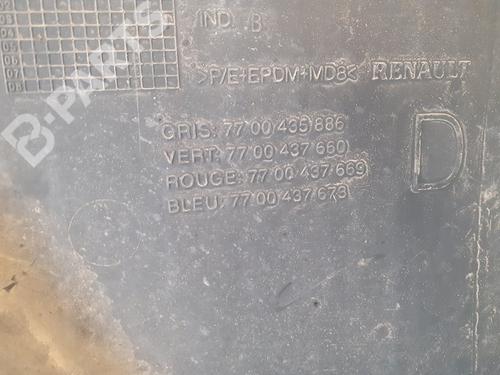 /IND. B
>P/E+EPDM+MD8< RENAULT
GRIS: 77 00 435 886
VERT: 77 00 437 660
ROUGE: 77 00 437 669
BLEU: 77 00 437 673
D
B-PARTS